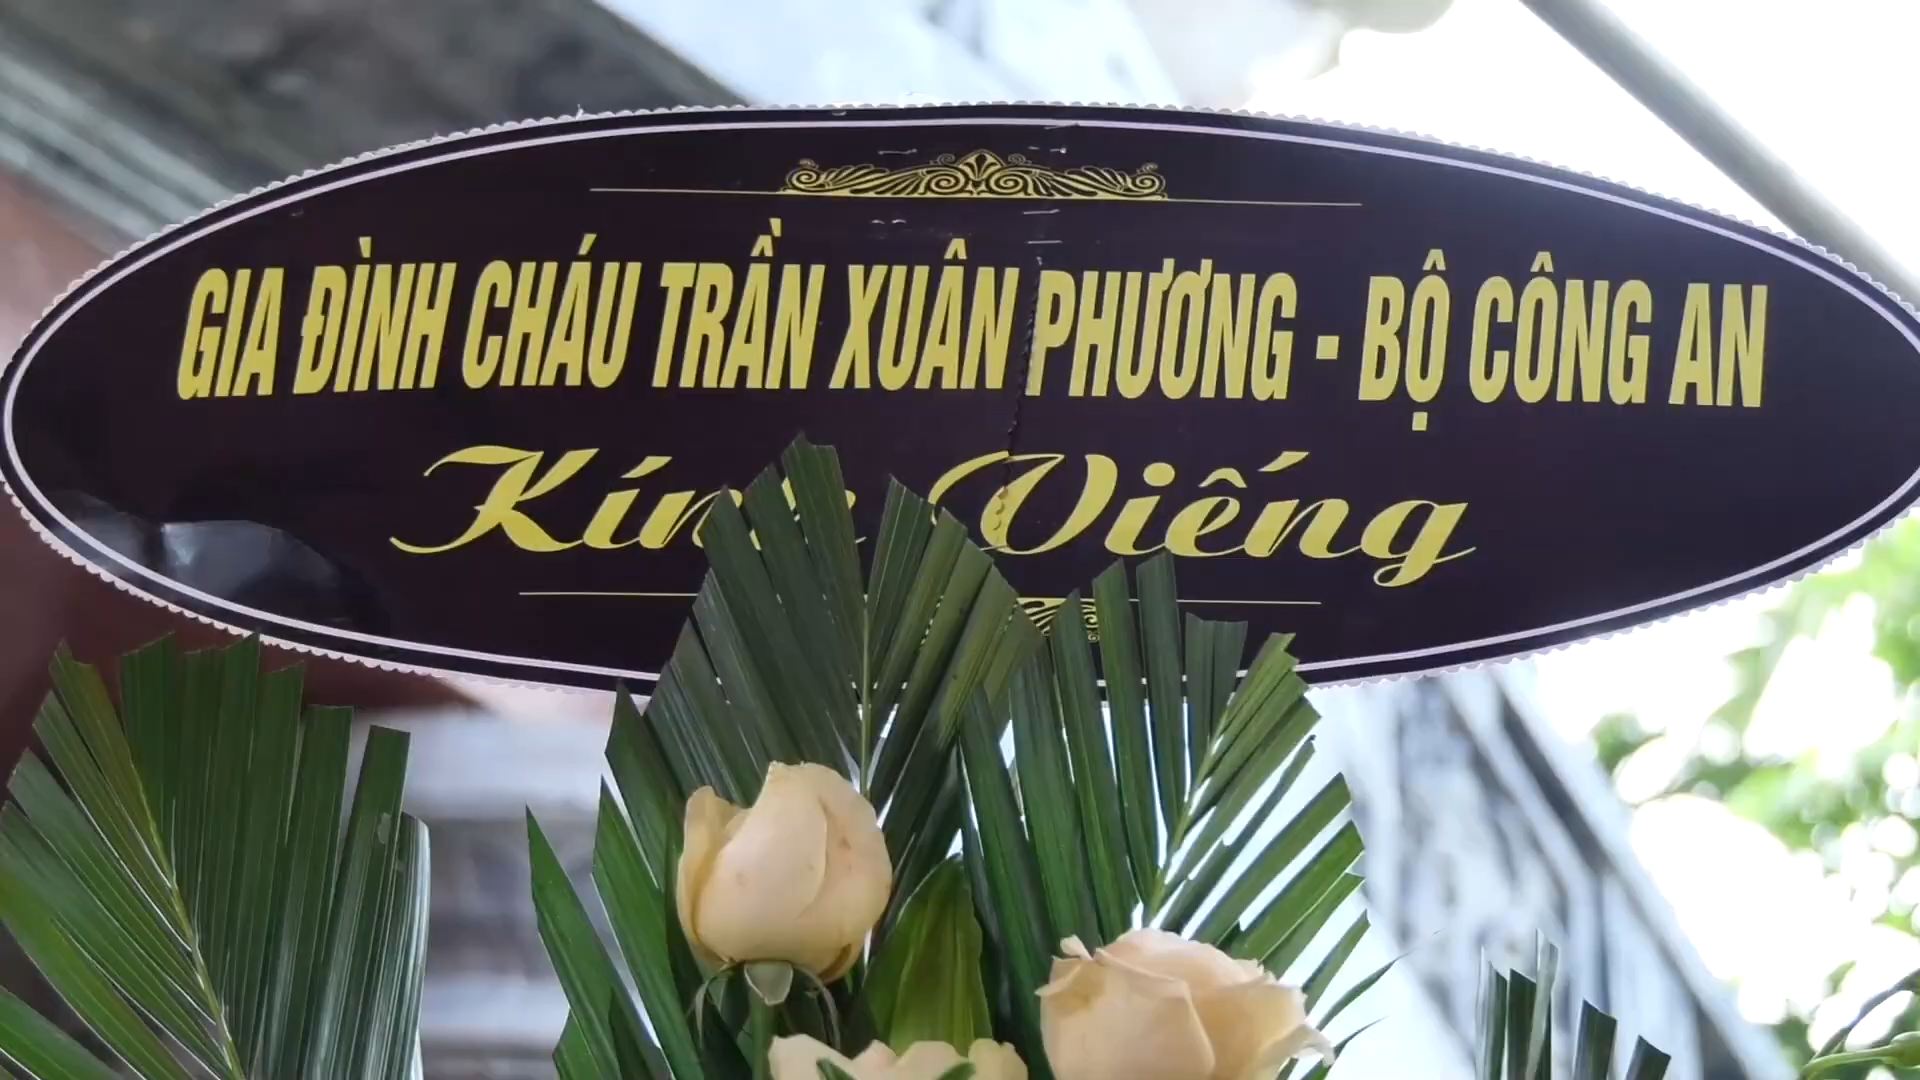 GIA ĐÌNH CHÁU TRẦN XUÂN PHƯƠNG - BỘ CÔNG AN
Kính Viếng